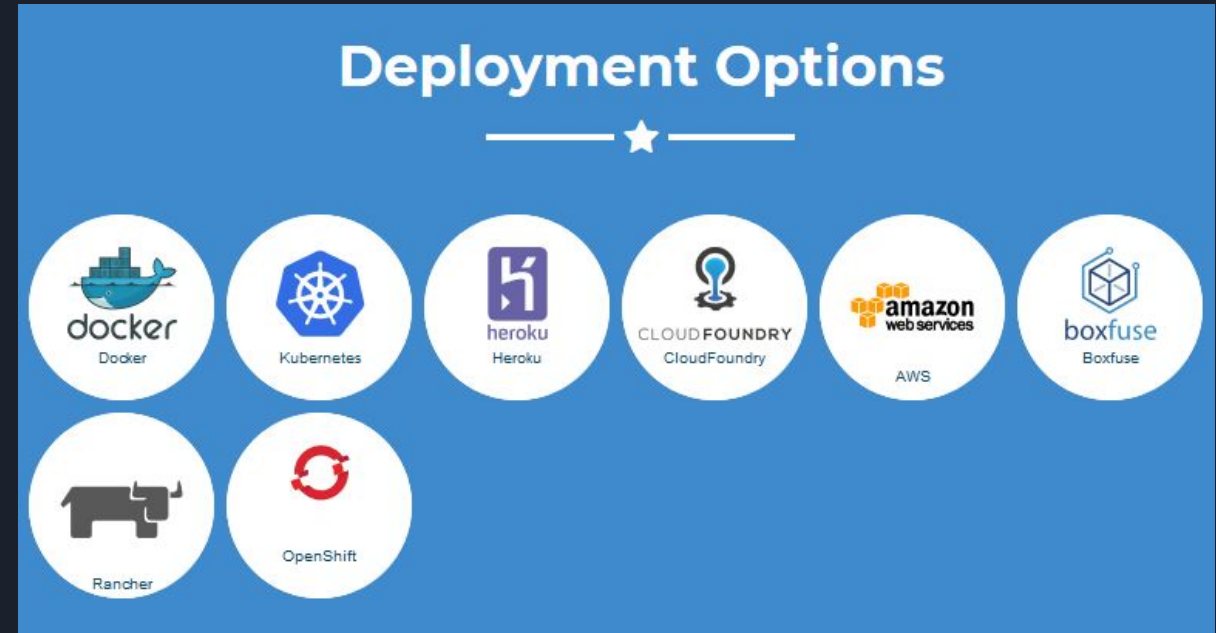 Deployment Options
docker
Docker
Kubernetes
heroku
Heroku
CLOUDFOUNDRY
CloudFoundry
amazon
web services
AWS
boxfuse
Boxfuse
Rancher
OpenShift